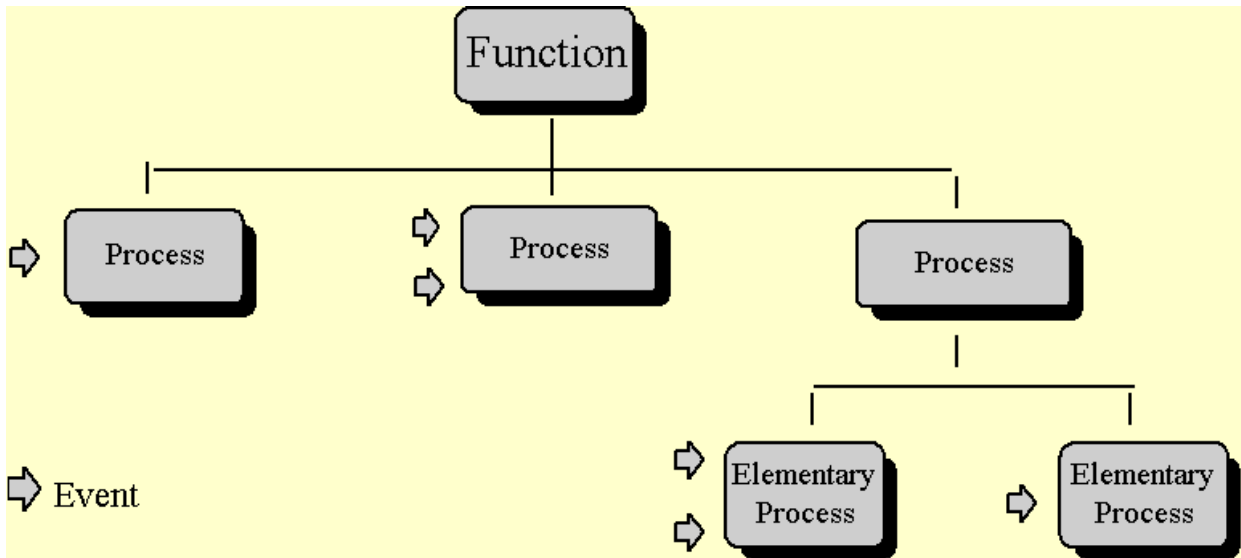 Function
Process
Process
Process
Event
Elementary
Process
Elementary
Process